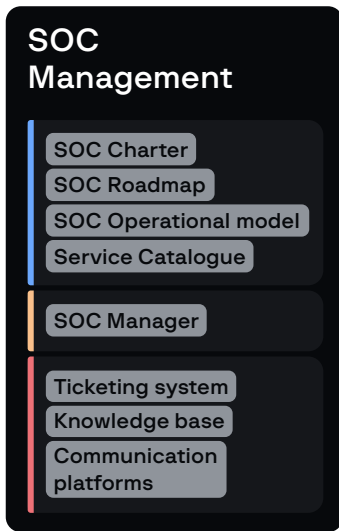 SOC
Management
SOC Charter
SOC Roadmap
SOC Operational model
Service Catalogue
SOC Manager
Ticketing system
Knowledge base
Communication
platforms